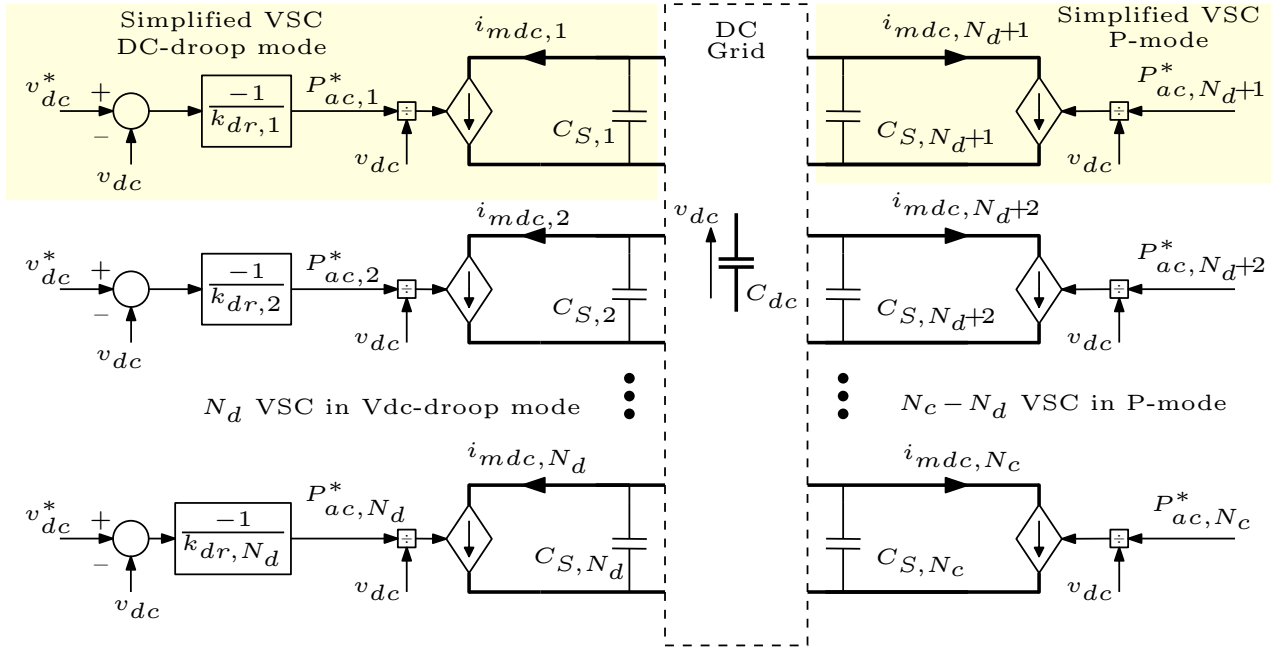 Simplified VSC
DC-droop mode
i_{mdc,1}
DC
Grid
i_{mdc,N_d+1}
Simplified VSC
P-mode
v^*_{dc}
+
−
v_{dc}
\frac{-1}{k_{dr,1}}
P^*_{ac,1}
÷
v_{dc}
C_{S,1}
C_{S,N_d+1}
÷
v_{dc}
P^*_{ac,N_d+1}
i_{mdc,2}
v_{dc}
C_{dc}
i_{mdc,N_d+2}
v^*_{dc}
+
−
v_{dc}
\frac{-1}{k_{dr,2}}
P^*_{ac,2}
÷
v_{dc}
C_{S,2}
C_{S,N_d+2}
÷
v_{dc}
P^*_{ac,N_d+2}
N_d VSC in Vdc-droop mode
N_c − N_d VSC in P-mode
i_{mdc,N_d}
i_{mdc,N_c}
v^*_{dc}
+
−
v_{dc}
\frac{-1}{k_{dr,N_d}}
P^*_{ac,N_d}
÷
v_{dc}
C_{S,N_d}
C_{S,N_c}
÷
v_{dc}
P^*_{ac,N_c}